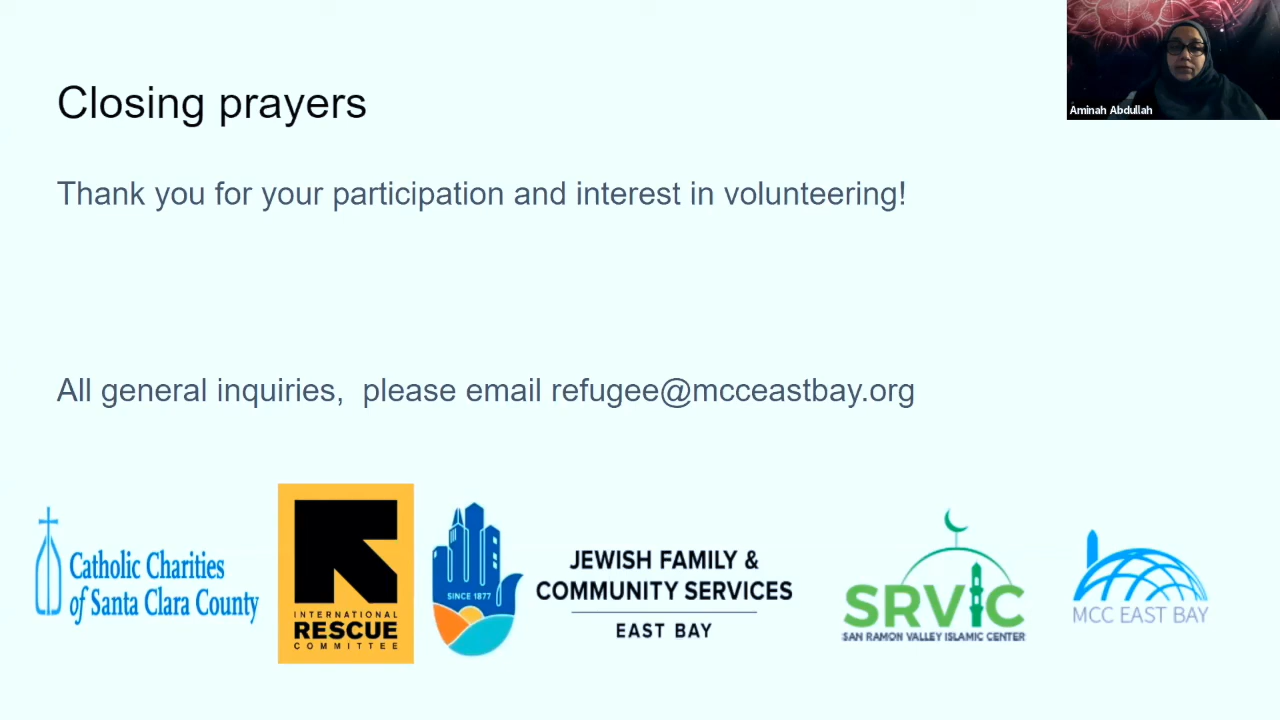 Aminah Abdullah
Closing prayers
Thank you for your participation and interest in volunteering!
All general inquiries,  please email refugee@mcceastbay.org
Catholic Charities
of Santa Clara County
INTERNATIONAL
RESCUE
COMMITTEE
SINCE 1877
JEWISH FAMILY &
COMMUNITY SERVICES
EAST BAY
SRVIC
SAN RAMON VALLEY ISLAMIC CENTER
MCC EAST BAY